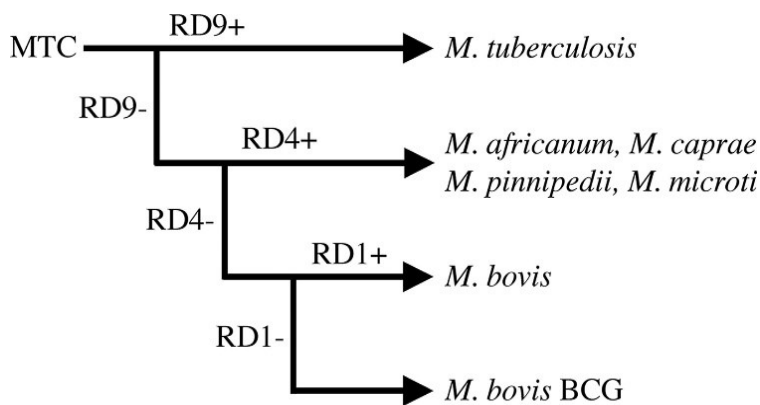 RD9+
MTC
M. tuberculosis
RD9-
RD4+
M. africanum, M. caprae
M. pinnipedii, M. microti
RD4-
RD1+
M. bovis
RD1-
M. bovis BCG